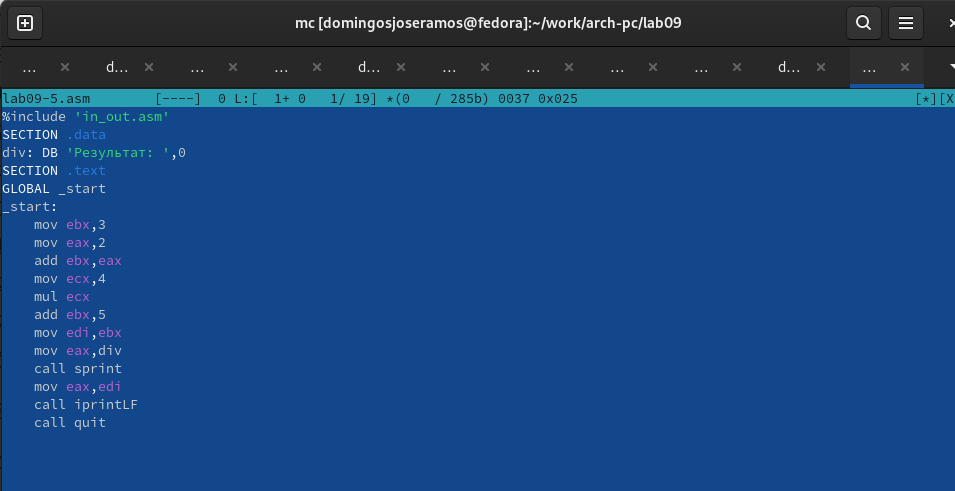 mc [domingosjoseramos@fedora]:~/work/arch-pc/lab09
... d... ... ... d... ... ... ... ... d... ...
lab09-5.asm [----] 0 L:[ 1+ 0 1/ 19] *(0 / 285b) 0037 0x025 [*][X
%include 'in_out.asm'
SECTION .data
div: DB 'Результат: ',0
SECTION .text
GLOBAL _start
_start:
mov ebx,3
mov eax,2
add ebx,eax
mov ecx,4
mul ecx
add ebx,5
mov edi,ebx
mov eax,div
call sprint
mov eax,edi
call iprintLF
call quit